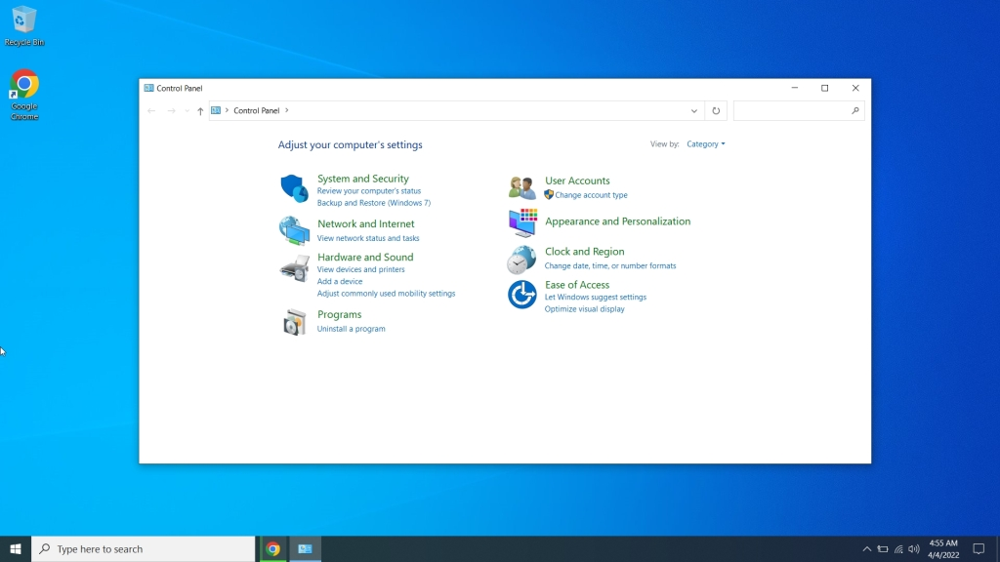 Recycle Bin
Google
Chrome
Control Panel
Control Panel
Adjust your computer's settings
View by: Category
System and Security
Review your computer's status
Backup and Restore (Windows 7)
Network and Internet
View network status and tasks
Hardware and Sound
View devices and printers
Add a device
Adjust commonly used mobility settings
Programs
Uninstall a program
User Accounts
Change account type
Appearance and Personalization
Clock and Region
Change date, time, or number formats
Ease of Access
Let Windows suggest settings
Optimize visual display
Type here to search
4:55 AM
4/4/2022